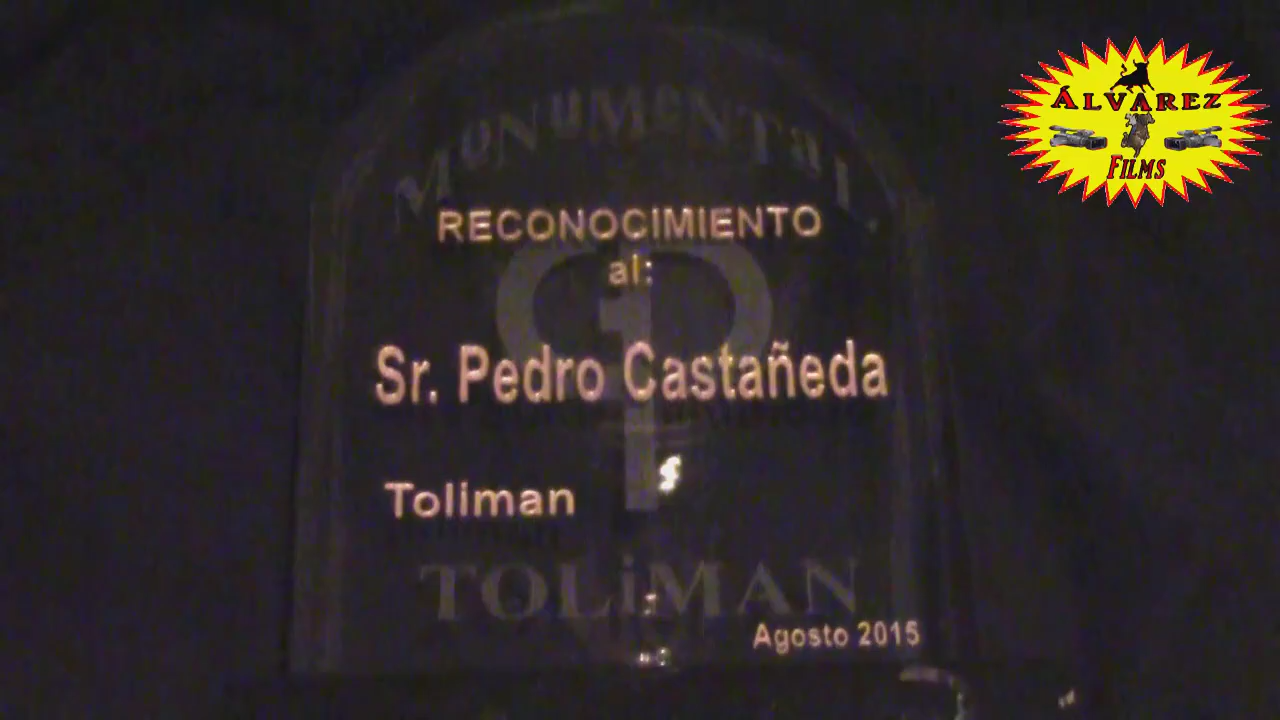 MoNuMeNTaL
RECONOCIMIENTO
al:
Sr. Pedro Castañeda
Toliman
TOLiMAN
Agosto 2015
ÁLVAREZ
FILMS